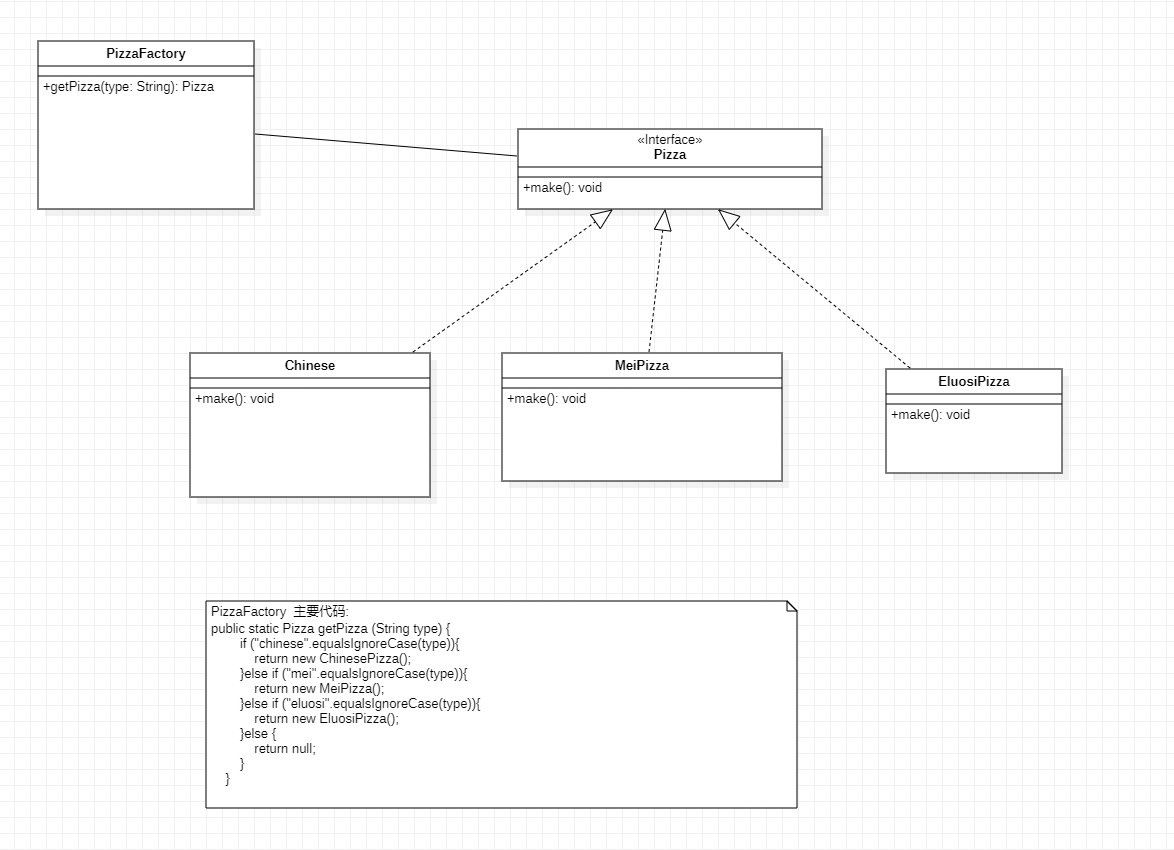 PizzaFactory
+getPizza(type: String): Pizza
«Interface»
Pizza
+make(): void
Chinese
+make(): void
MeiPizza
+make(): void
EluosiPizza
+make(): void
PizzaFactory 主要代码:
public static Pizza getPizza (String type) {
if ("chinese".equalsIgnoreCase(type)){
return new ChinesePizza();
}else if ("mei".equalsIgnoreCase(type)){
return new MeiPizza();
}else if ("eluosi".equalsIgnoreCase(type)){
return new EluosiPizza();
}else {
return null;
}
}